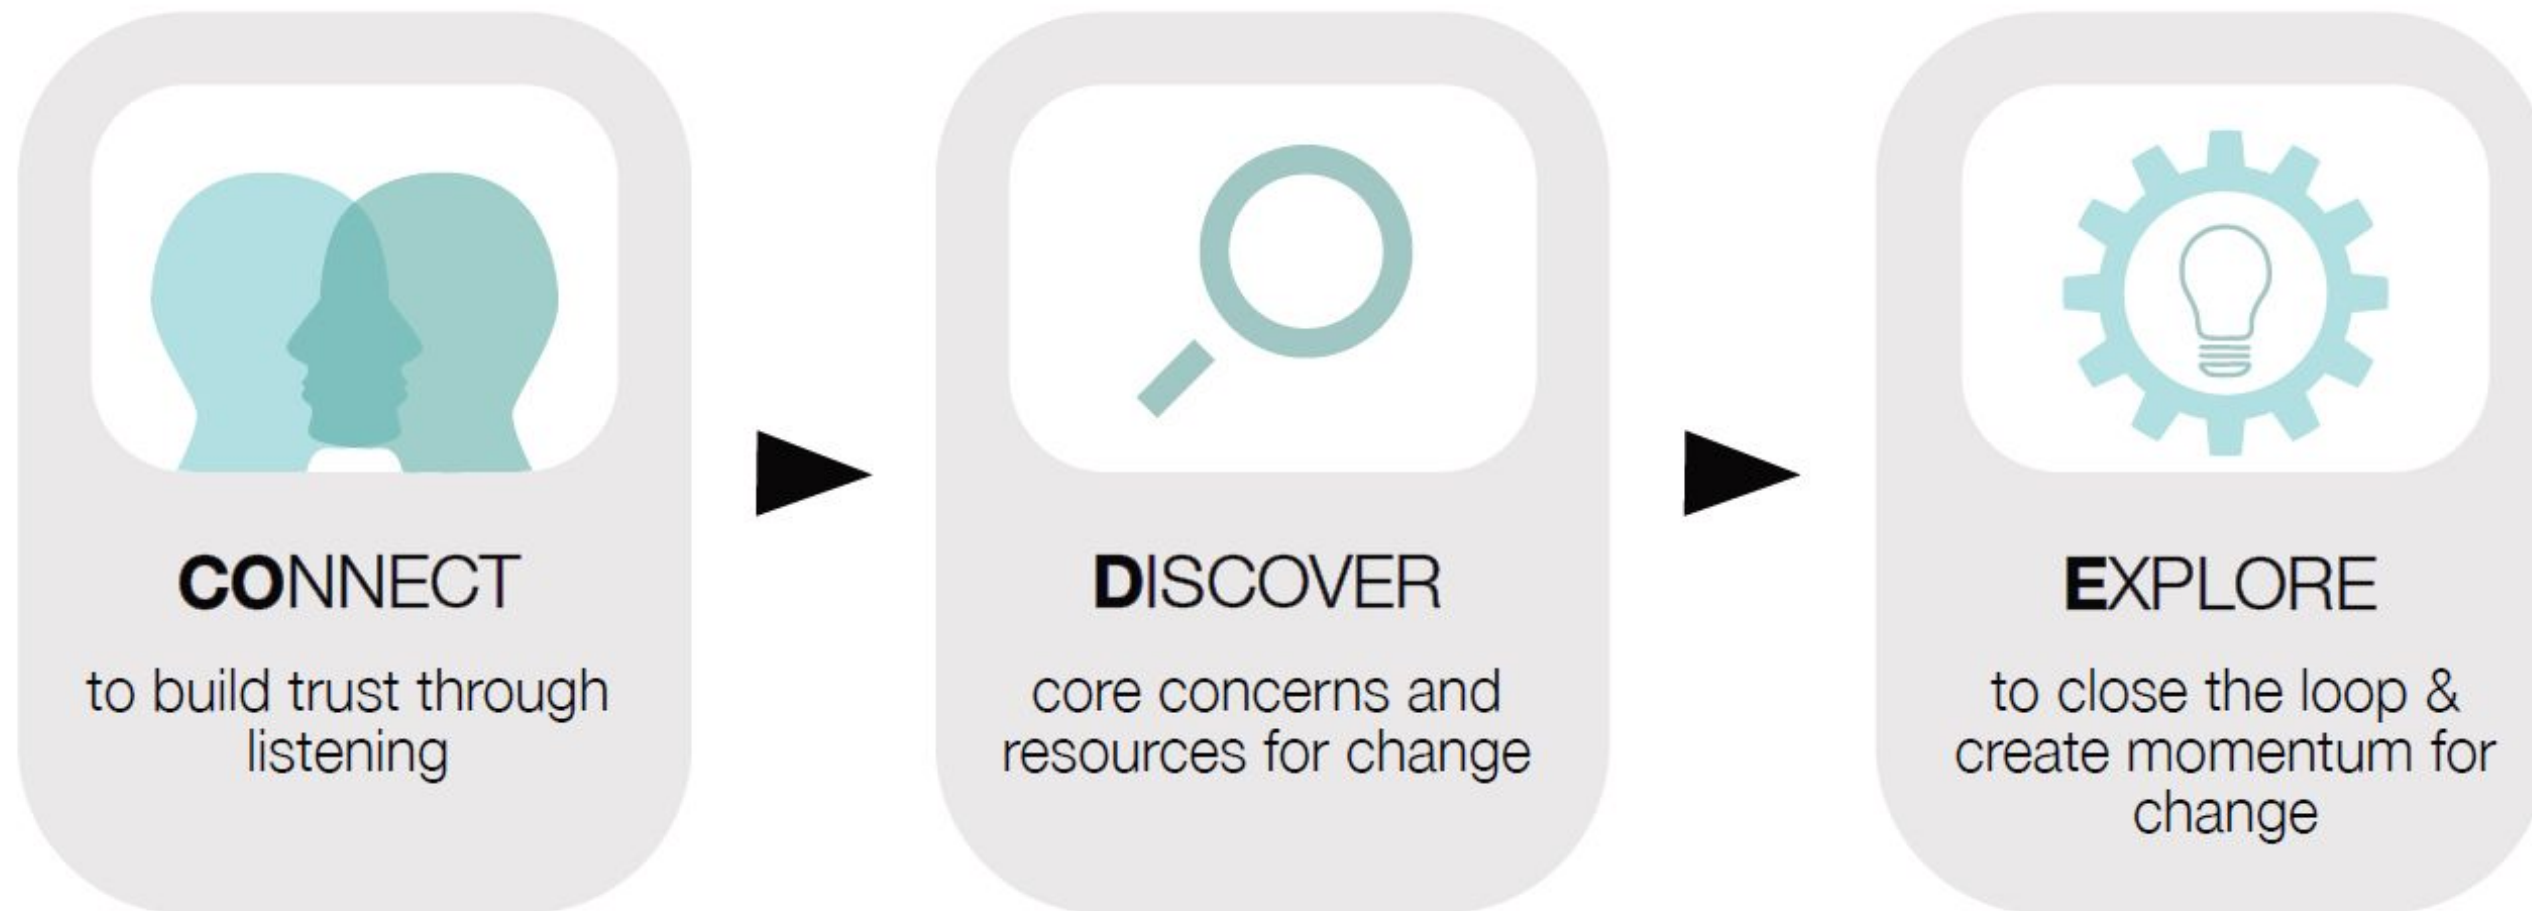 CONNECT
to build trust through
listening
DISCOVER
core concerns and
resources for change
EXPLORE
to close the loop &
create momentum for
change